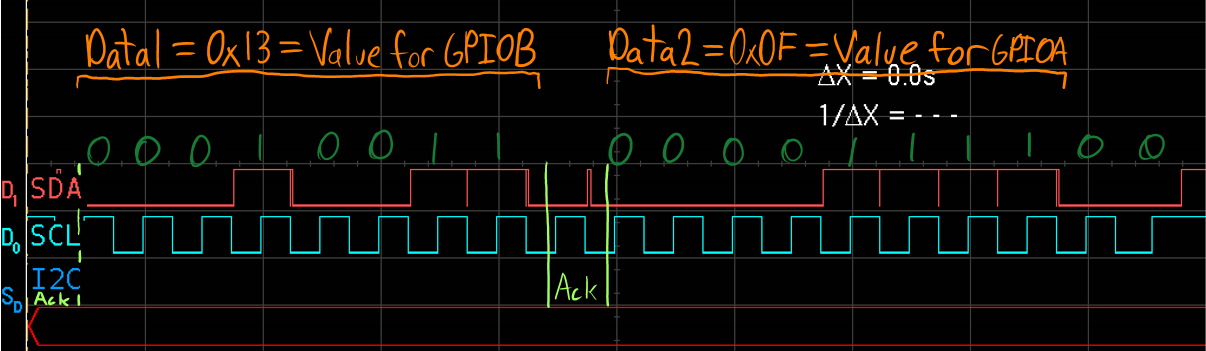 Data1 = 0x13 = Value for GPIOB Data2 = 0x0F = Value for GPIOA
ΔX = 0.0s
1/ΔX = - - -
0 0 0 1 0 0 1 1 0 0 0 0 1 1 1 1 0 0
D1 SDA
D0 SCL
I2C
SD Ack Ack